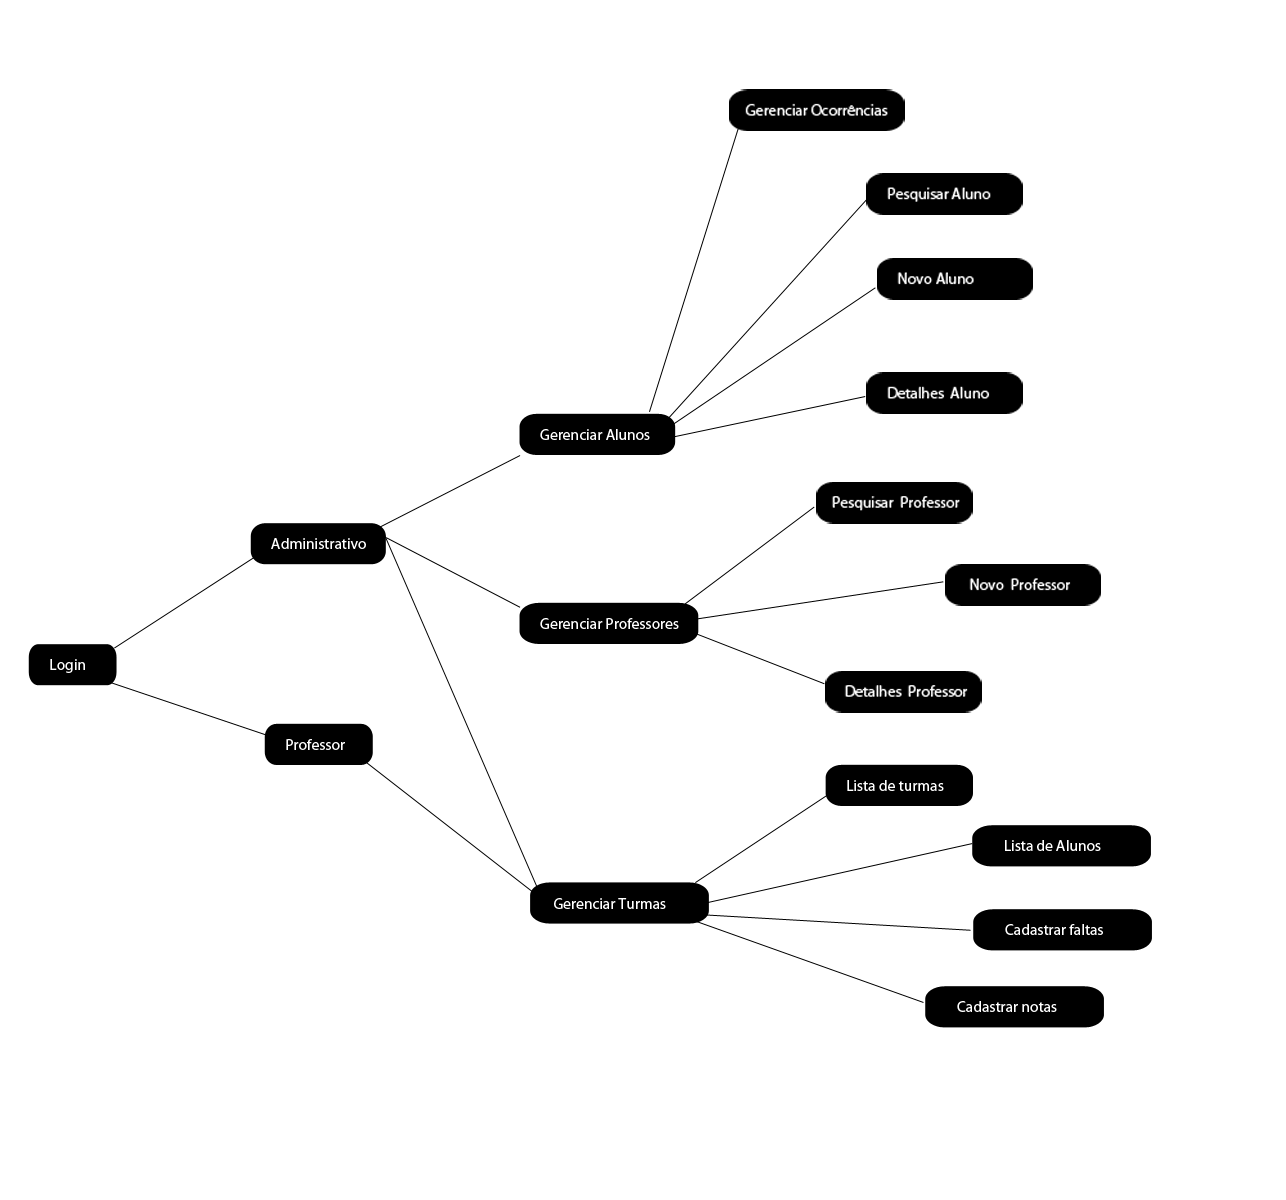 Gerenciar Ocorrências
Pesquisar Aluno
Novo Aluno
Detalhes Aluno
Gerenciar Alunos
Pesquisar Professor
Administrativo
Novo Professor
Gerenciar Professores
Login
Detalhes Professor
Professor
Lista de turmas
Lista de Alunos
Gerenciar Turmas
Cadastrar faltas
Cadastrar notas